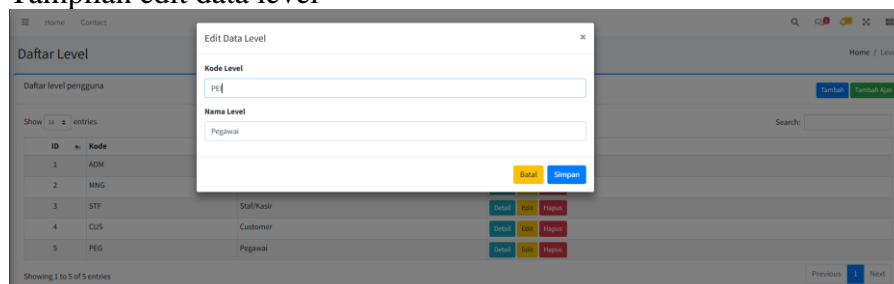 Tampilan edit data level
Home Contact
Edit Data Level ×
Daftar Level
Home / Leve
Kode Level
PE
Daftar level pengguna
Tambah Tambah Ajax
Nama Level
Pegawai
Show 10 entries
Search:
ID Kode
Batal Simpan
1 ADM
2 MNG
3 STF Staf/Kasir Detail Edit Hapus
4 CUS Customer Detail Edit Hapus
5 PEG Pegawai Detail Edit Hapus
Showing 1 to 5 of 5 entries
Previous 1 Next